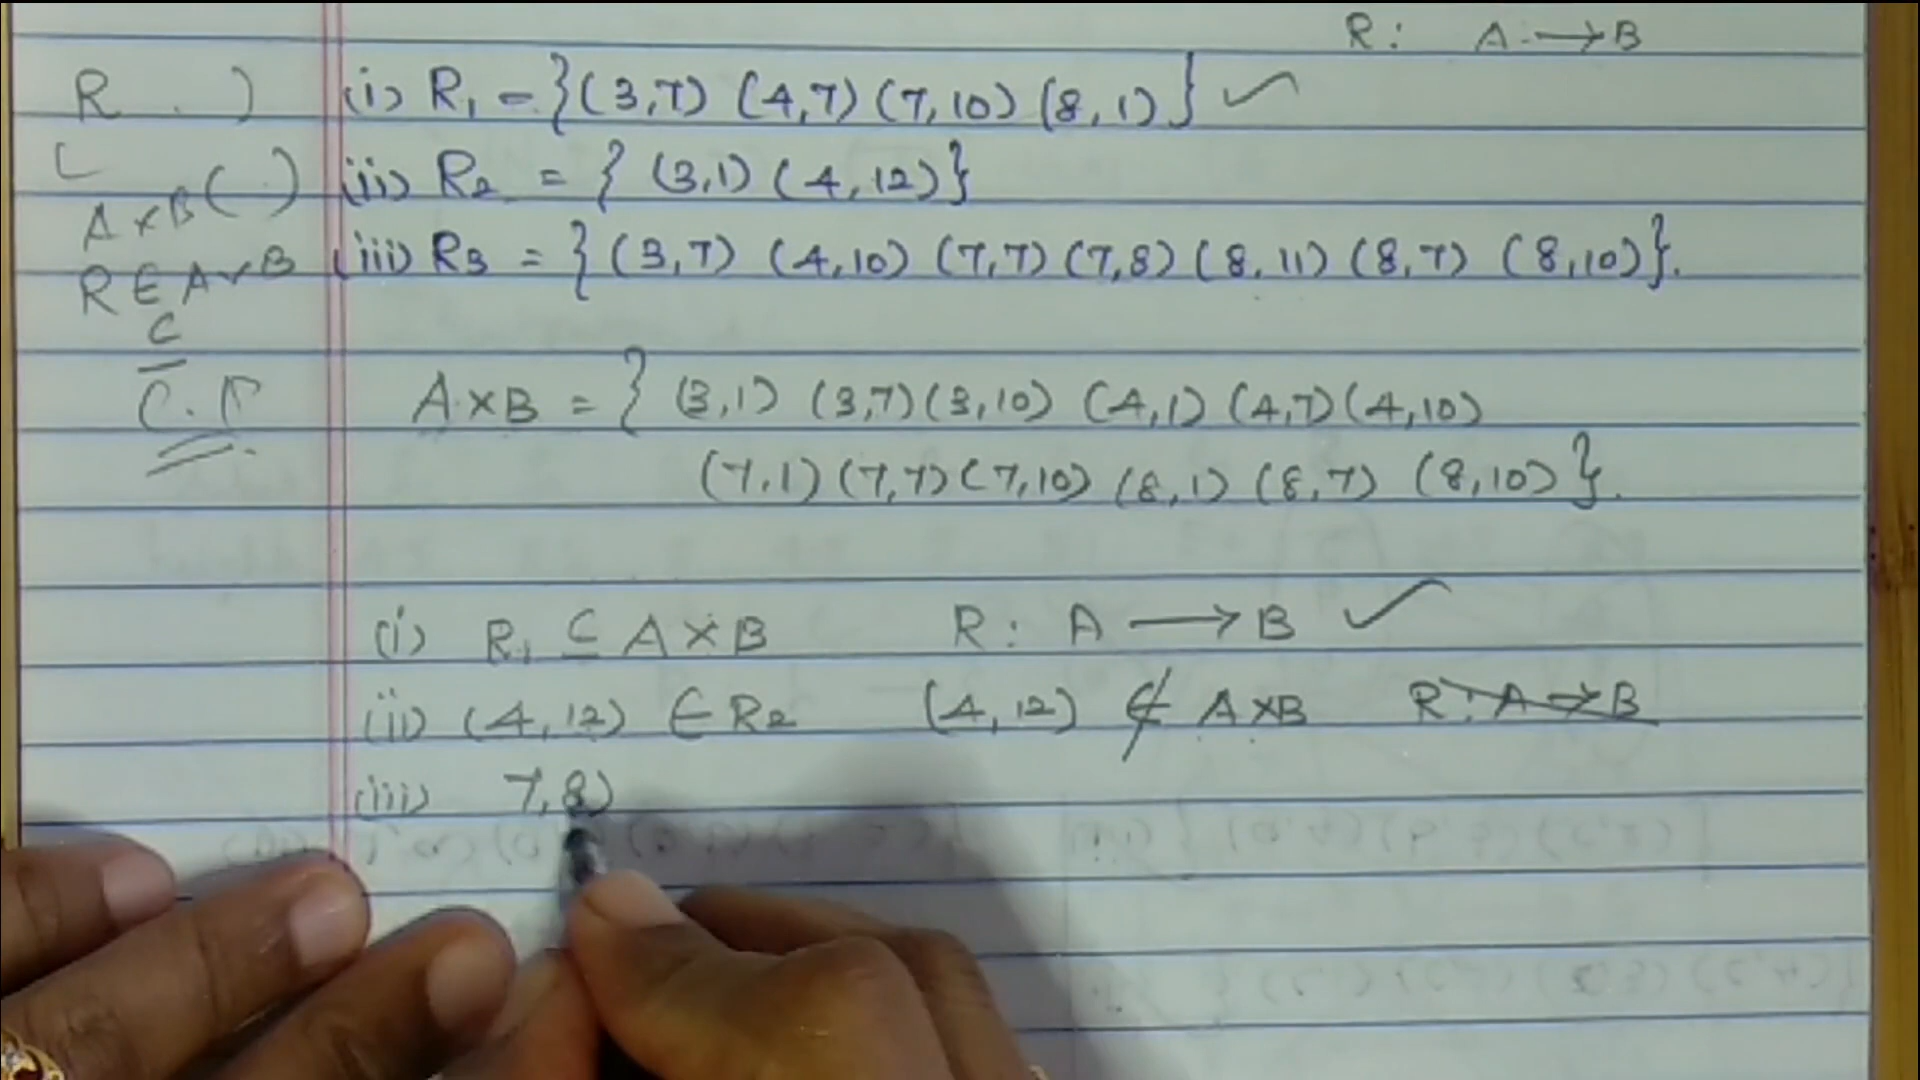 R: A → B
R . ) (i) R₁ = {(3,7) (4,7) (7,10) (8,1)} ✓
(ii) R₂ = { (3,1) (4,12)}
A×B ( . )
(iii) R₃ = {(3,7) (4,10) (7,7) (7,8) (8,11) (8,7) (8,10)}.
R ∈ A×B
⊆
C.P A×B = { (3,1) (3,7) (3,10) (4,1) (4,7) (4,10)
(7,1) (7,7) (7,10) (8,1) (8,7) (8,10) }.
(i) R₁ ⊆ A×B R: A → B ✓
(ii) (4,12) ∈ R₂ (4,12) ∉ A×B R: A → B
(iii) 7,8)